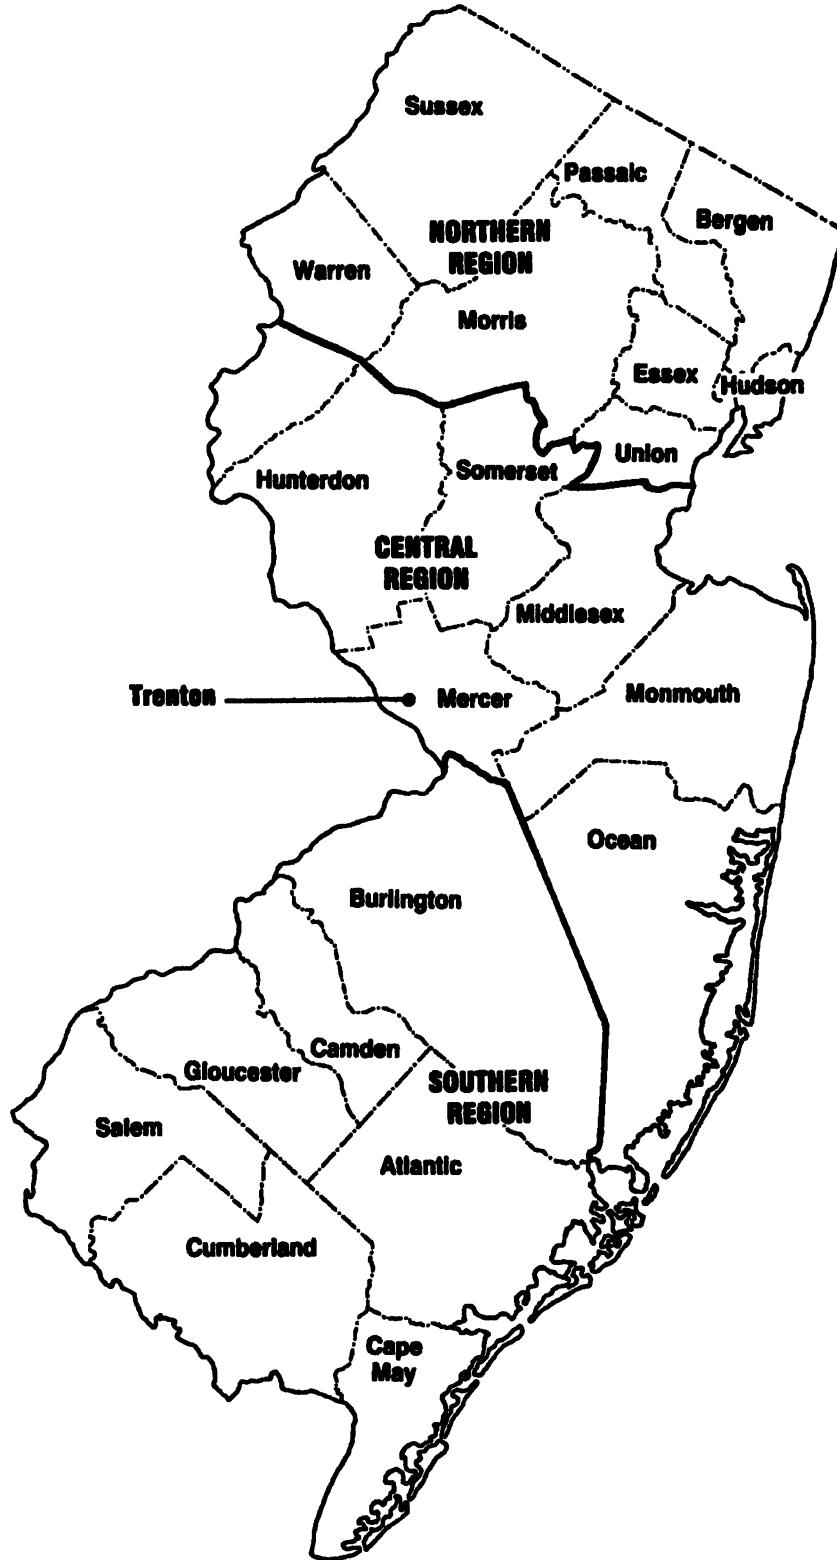 Sussex
Passaic
Bergen
NORTHERN
REGION
Warren
Morris
Essex
Hudson
Union
Somerset
Hunterdon
CENTRAL
REGION
Middlesex
Trenton
Mercer
Monmouth
Ocean
Burlington
Camden
Gloucester
SOUTHERN
REGION
Salem
Atlantic
Cumberland
Cape
May